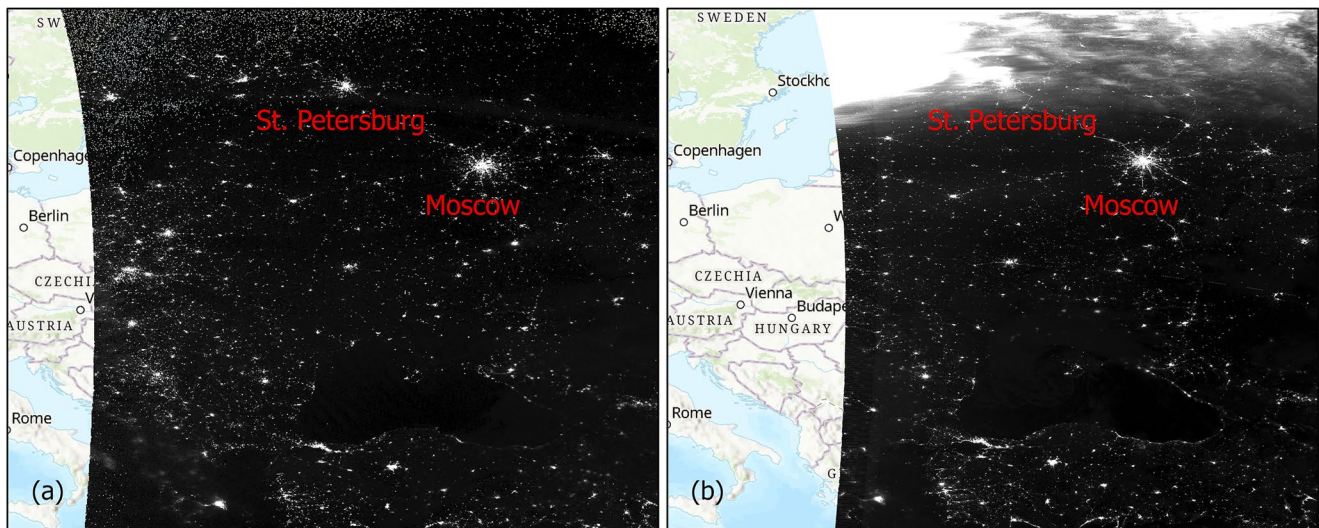 SW
St. Petersburg
Copenhage
Moscow
Berlin
CZECHI
V
AUSTRIA
Rome
(a)
SWEDEN
Stockho
St. Petersburg
Copenhagen
Moscow
Berlin
W
CZECHIA
Vienna
Budape
AUSTRIA
HUNGARY
Rome
G
(b)